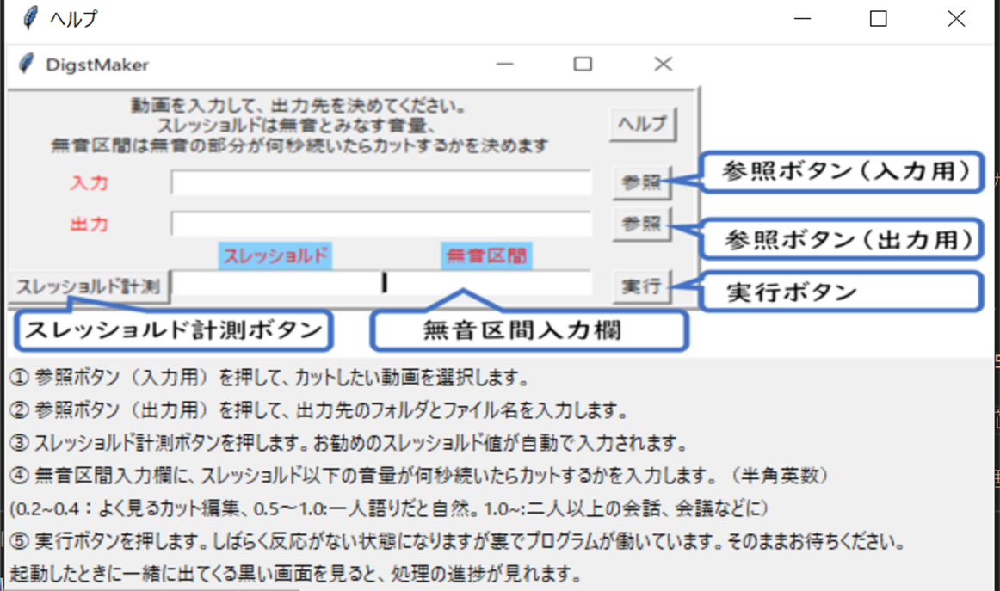 ヘルプ
DigstMaker
動画を入力して、出力先を決めてください。
スレッショルドは無音とみなす音量、
無音区間は無音の部分が何秒続いたらカットするかを決めます
ヘルプ
入力
参照
参照ボタン(入力用)
出力
参照
参照ボタン(出力用)
スレッショルド
無音区間
スレッショルド計測
実行
実行ボタン
スレッショルド計測ボタン
無音区間入力欄
① 参照ボタン（入力用）を押して、カットしたい動画を選択します。
② 参照ボタン（出力用）を押して、出力先のフォルダとファイル名を入力します。
③ スレッショルド計測ボタンを押します。お勧めのスレッショルド値が自動で入力されます。
④ 無音区間入力欄に、スレッショルド以下の音量が何秒続いたらカットするかを入力します。（半角英数）
(0.2~0.4：よく見るカット編集、0.5～1.0:一人語りだと自然。1.0~:二人以上の会話、会議などに）
⑤ 実行ボタンを押します。しばらく反応がない状態になりますが裏でプログラムが働いています。そのままお待ちください。
起動したときに一緒に出てくる黒い画面を見ると、処理の進捗が見れます。